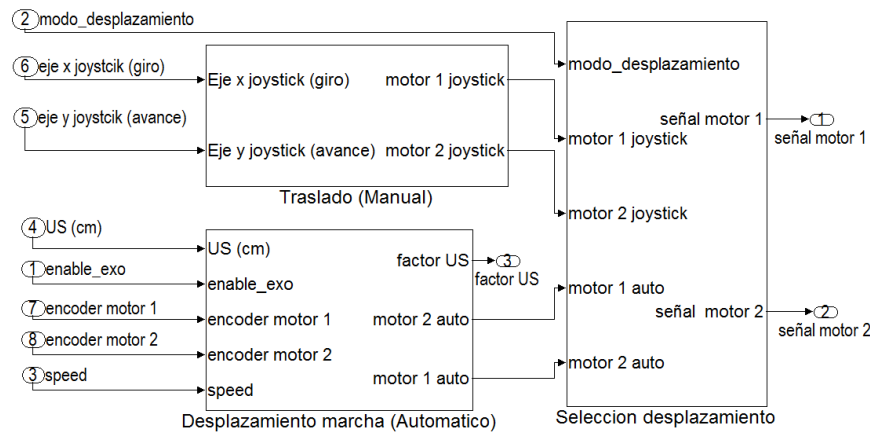 2 modo_desplazamiento
6 eje x joystcik (giro)
5 eje y joystcik (avance)
Eje x joystick (giro)
motor 1 joystick
Eje y joystick (avance)
motor 2 joystick
Traslado (Manual)
4 US (cm)
1 enable_exo
7 encoder motor 1
8 encoder motor 2
3 speed
US (cm)
enable_exo
encoder motor 1
encoder motor 2
speed
factor US
motor 2 auto
motor 1 auto
Desplazamiento marcha (Automatico)
3
factor US
modo_desplazamiento
motor 1 joystick
motor 2 joystick
motor 1 auto
motor 2 auto
señal motor 1
señal  motor 2
Seleccion desplazamiento
1
señal motor 1
2
señal motor 2